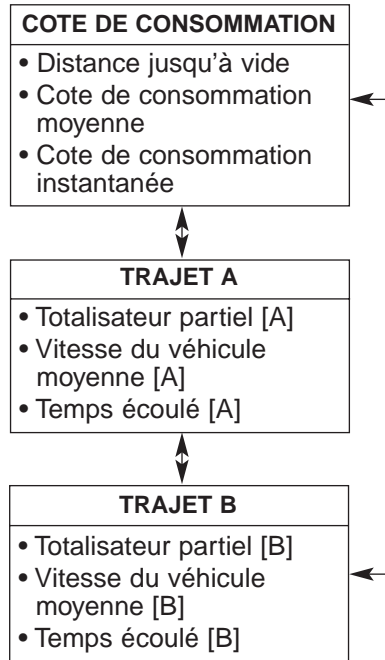 COTE DE CONSOMMATION
• Distance jusqu'à vide
• Cote de consommation
moyenne
• Cote de consommation
instantanée
TRAJET A
• Totalisateur partiel [A]
• Vitesse du véhicule
moyenne [A]
• Temps écoulé [A]
TRAJET B
• Totalisateur partiel [B]
• Vitesse du véhicule
moyenne [B]
• Temps écoulé [B]